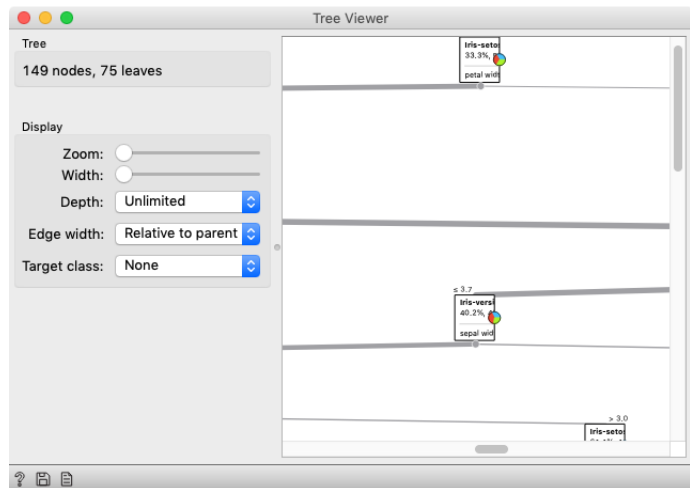 Tree Viewer
Tree
149 nodes, 75 leaves
Display
Zoom:
Width:
Depth: Unlimited
Edge width: Relative to parent
Target class: None
Iris-seto
33.3%,
petal widt
≤ 3.7
Iris-versi
40.2%,
sepal wid
> 3.0
Iris-seto
?